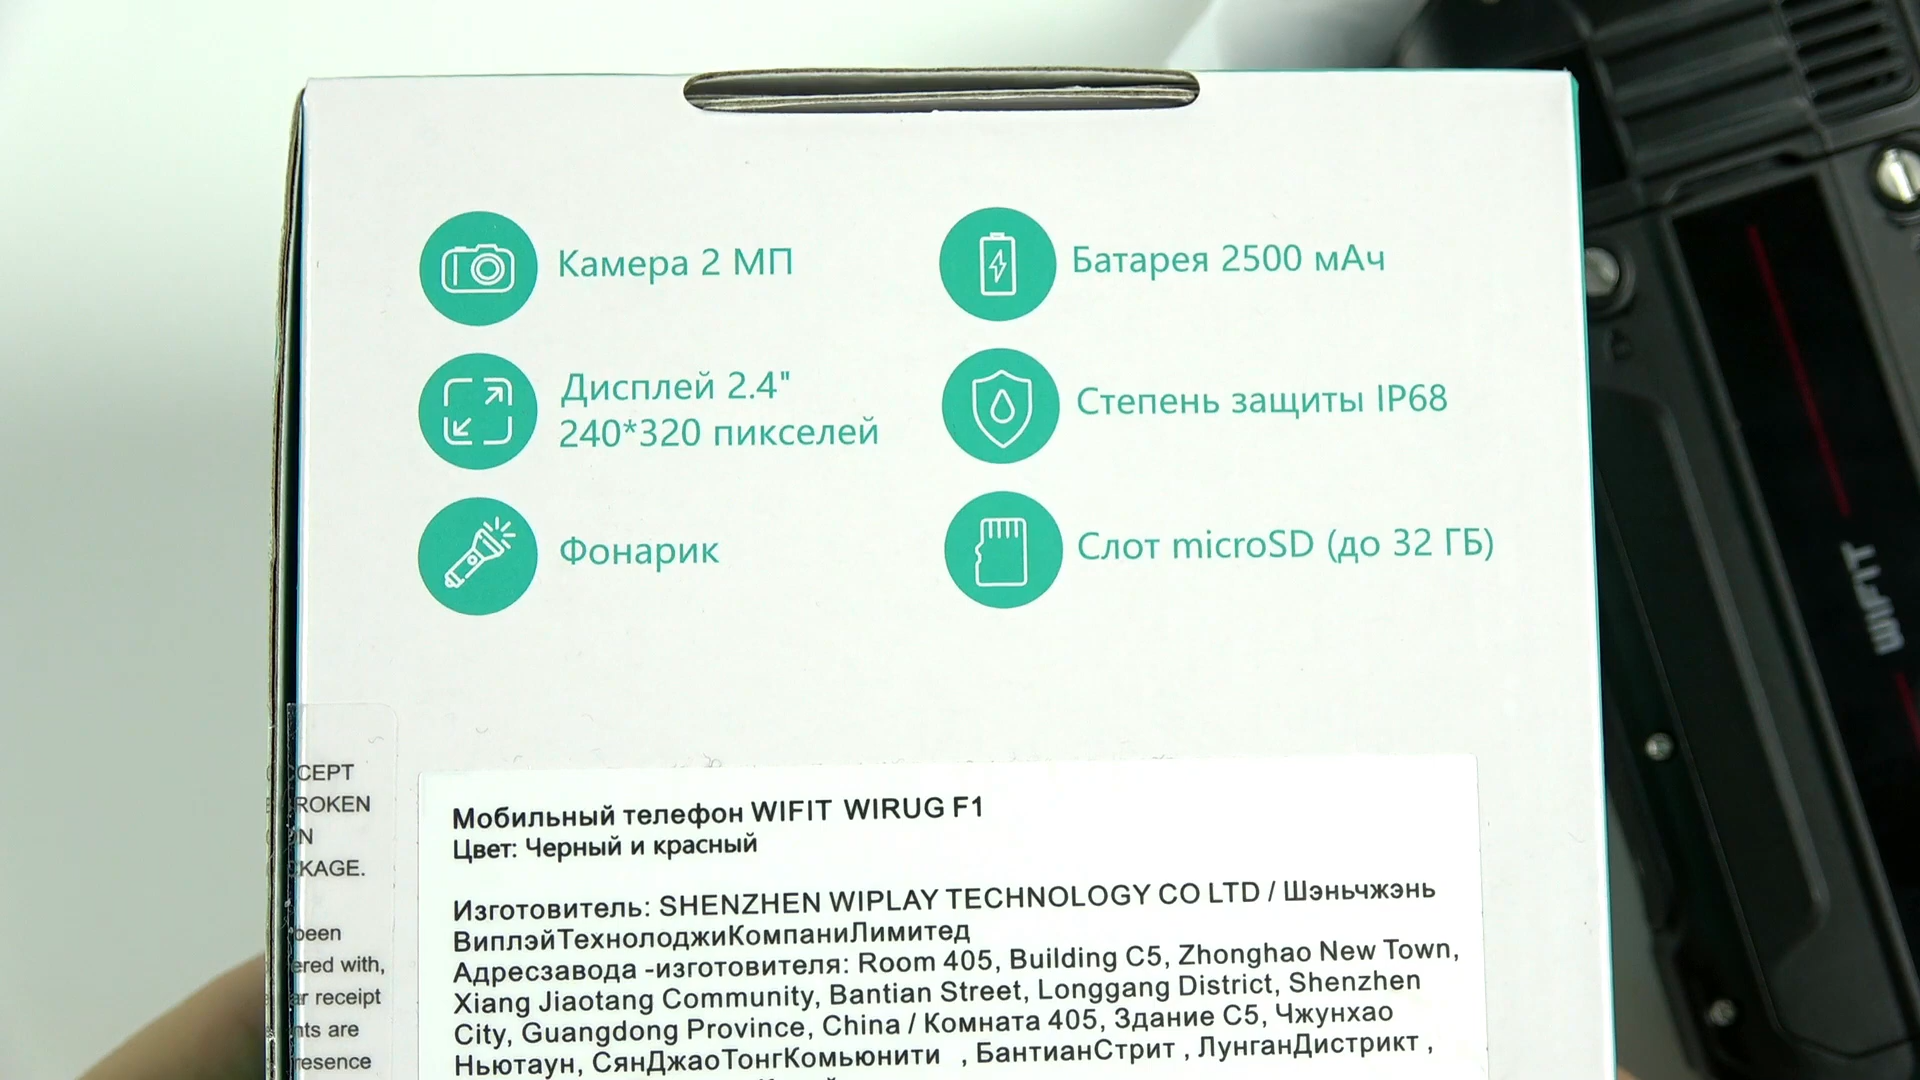 Камера 2 МП
Батарея 2500 мАч
Дисплей 2.4"
240*320 пикселей
Степень защиты IP68
Фонарик
Слот microSD (до 32 ГБ)
Мобильный телефон WIFIT WIRUG F1
Цвет: Черный и красный
Изготовитель: SHENZHEN WIPLAY TECHNOLOGY CO LTD / Шэньчжэнь
ВиплэйТехнолоджиКомпаниЛимитед
Адресзавода -изготовителя: Room 405, Building C5, Zhonghao New Town,
Xiang Jiaotang Community, Bantian Street, Longgang District, Shenzhen
City, Guangdong Province, China / Комната 405, Здание C5, Чжунхао
Ньютаун, СянДжаоТонгКомьюнити , БантианСтрит , ЛунганДистрикт ,
CEPT
ROKEN
N
KAGE.
been
ered with,
ar receipt
nts are
resence
WIFIT